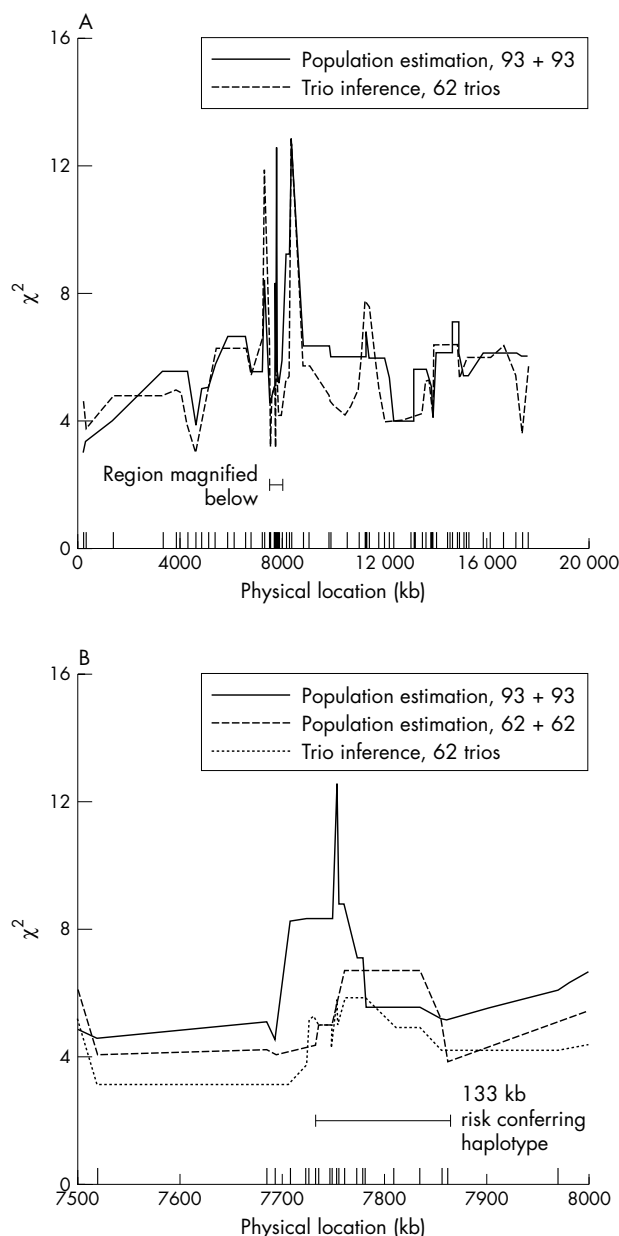 A
16
Population estimation, 93 + 93
Trio inference, 62 trios
12
8
χ2
4
Region magnified
below
0
0 4000 8000 12 000 16 000 20 000
Physical location (kb)
B
16
Population estimation, 93 + 93
Population estimation, 62 + 62
Trio inference, 62 trios
12
8
χ2
4
133 kb
risk conferring
haplotype
0
7500 7600 7700 7800 7900 8000
Physical location (kb)